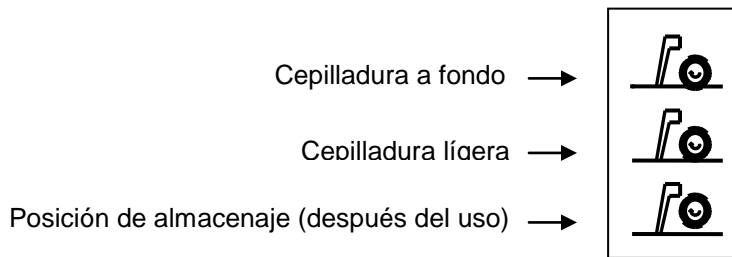 Cepilladura a fondo
Cepilladura lígera
Posición de almacenaje (después del uso)